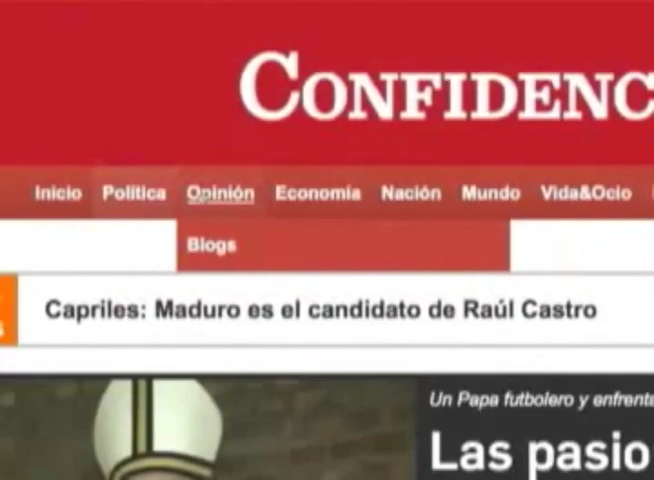 CONFIDENC
Inicio Política Opinión Economía Nación Mundo Vida&Ocio
Blogs
Capriles: Maduro es el candidato de Raúl Castro
Un Papa futbolero y enfrenta
Las pasio